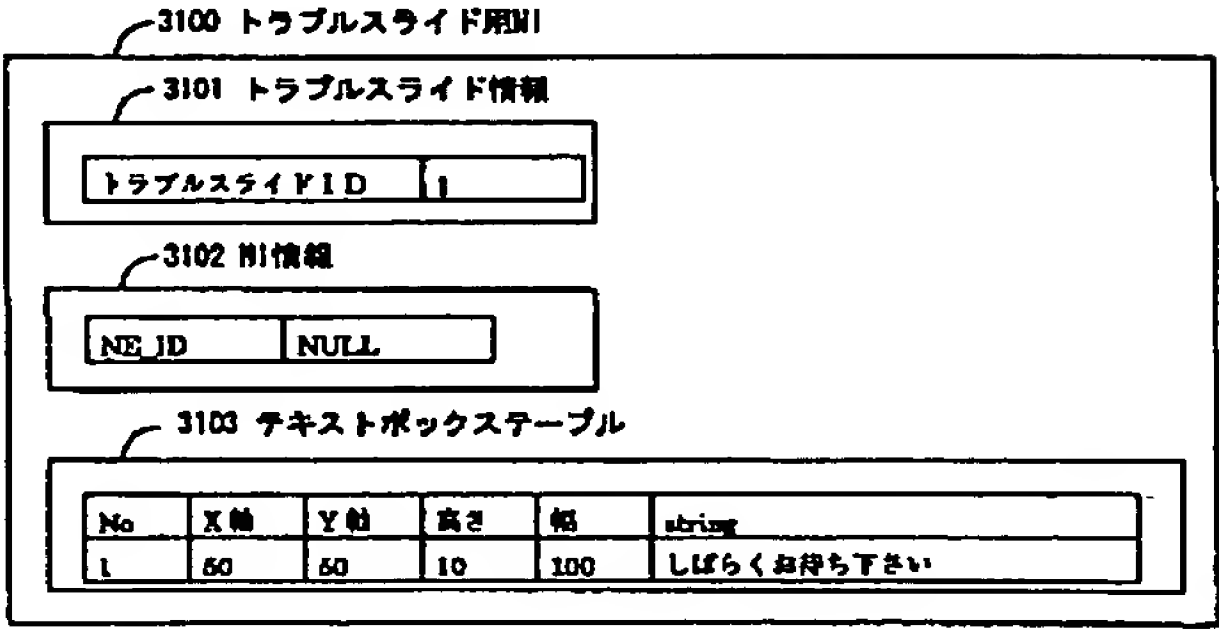 3100 トラブルスライド用NI
3101 トラブルスライド情報
トラブルスライドID 1
3102 NI情報
NE_ID NULL
3103 テキストボックステーブル
No X軸 Y軸 高さ 幅 string
1 50 50 10 100 しばらくお待ち下さい